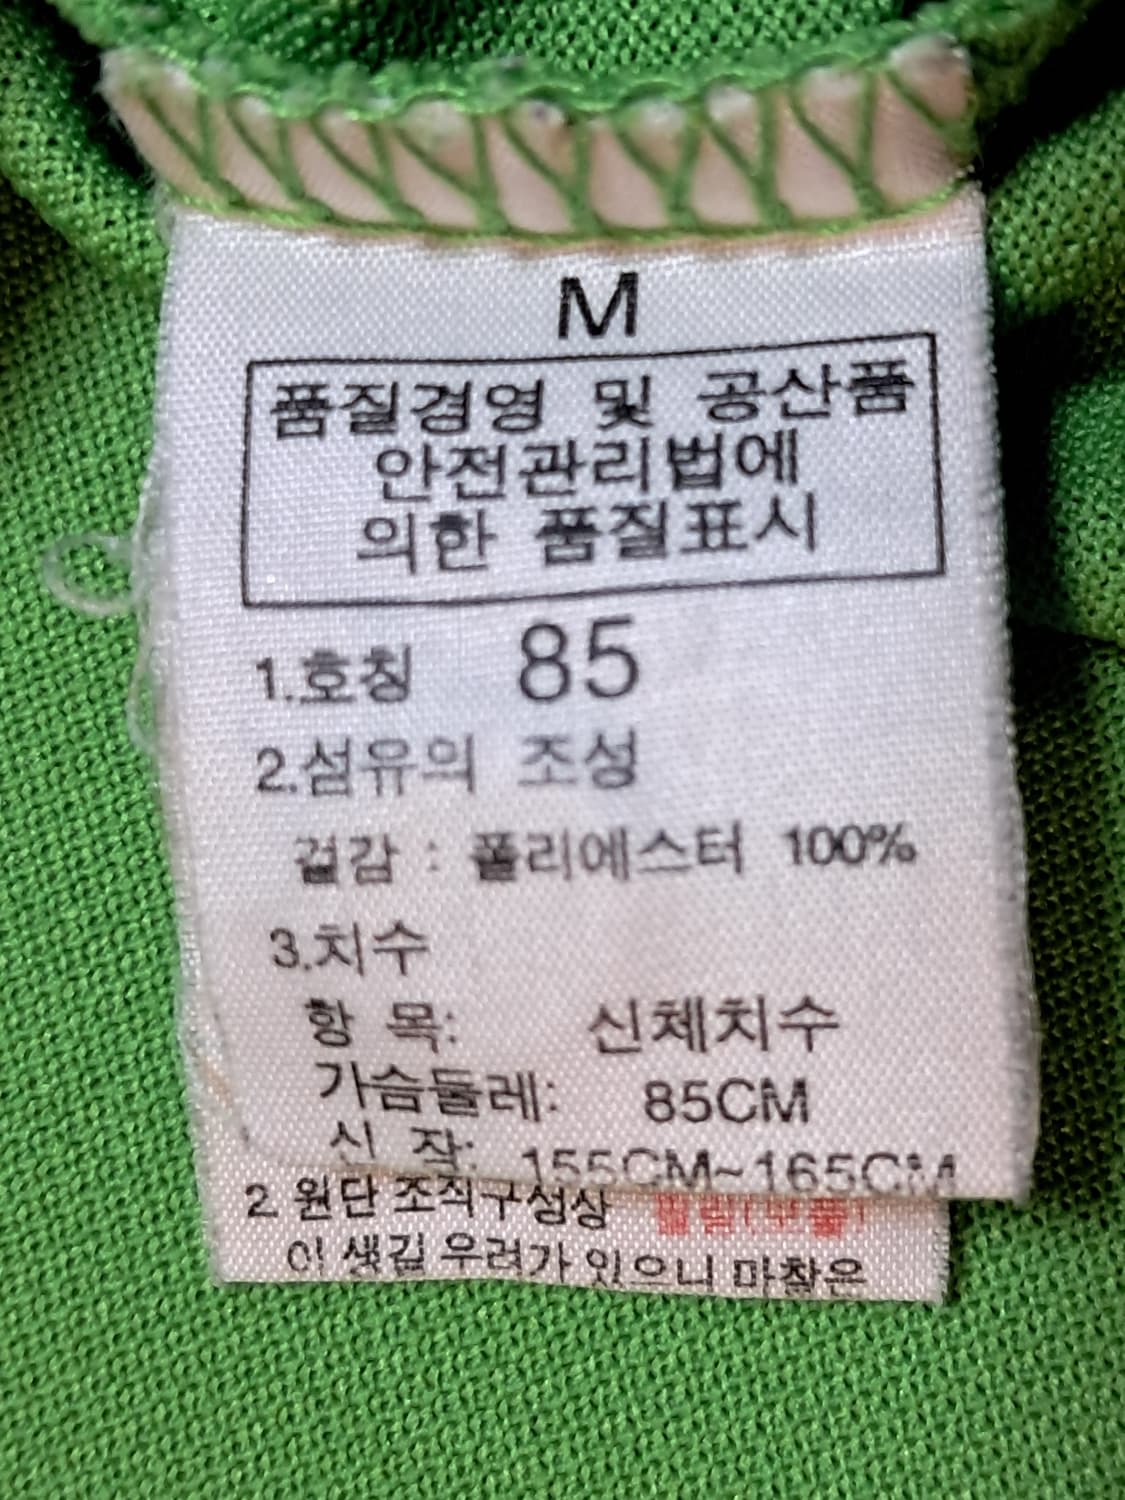 M
품질경영 및 공산품
안전관리법에
의한 품질표시
1.호칭 85
2.섬유의 조성
겉감 : 폴리에스터 100%
3.치수
항 목: 신체치수
가슴둘레: 85CM
신 장: 155CM~165CM
2. 원단 조직구성상
이 생길 우려가 있으니 마찰은